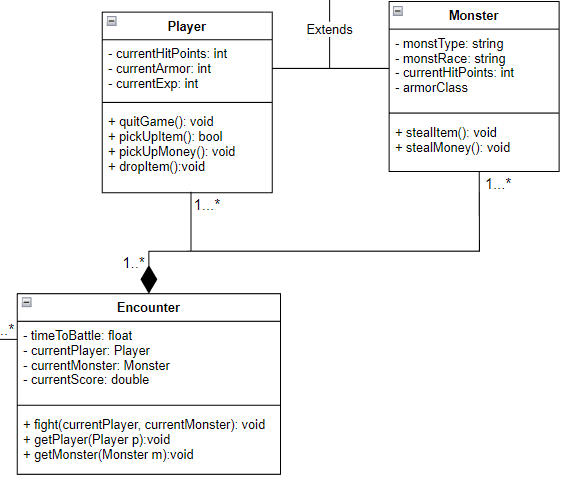 Player
- currentHitPoints: int
- currentArmor: int
- currentExp: int
+ quitGame(): void
+ pickUpItem(): bool
+ pickUpMoney(): void
+ dropItem():void
Extends
Monster
- monstType: string
- monstRace: string
- currentHitPoints: int
- armorClass
+ stealItem(): void
+ stealMoney(): void
1...*
1...*
1..*
..*
Encounter
- timeToBattle: float
- currentPlayer: Player
- currentMonster: Monster
- currentScore: double
+ fight(currentPlayer, currentMonster): void
+ getPlayer(Player p):void
+ getMonster(Monster m):void